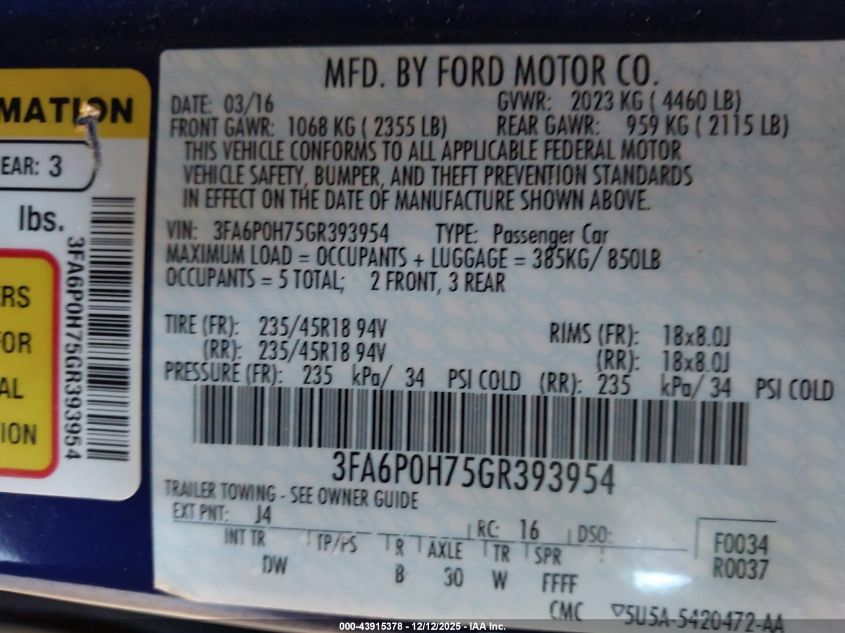 MATION
EAR: 3
lbs.
3FA6P0H75GR393954
ERS
FOR
AL
ION
MFD. BY FORD MOTOR CO.
DATE: 03/16 GVWR: 2023 KG ( 4460 LB)
FRONT GAWR: 1068 KG ( 2355 LB) REAR GAWR: 959 KG ( 2115 LB)
THIS VEHICLE CONFORMS TO ALL APPLICABLE FEDERAL MOTOR
VEHICLE SAFETY, BUMPER, AND THEFT PREVENTION STANDARDS
IN EFFECT ON THE DATE OF MANUFACTURE SHOWN ABOVE.
VIN: 3FA6P0H75GR393954 TYPE: Passenger Car
MAXIMUM LOAD = OCCUPANTS + LUGGAGE = 385KG/ 850LB
OCCUPANTS = 5 TOTAL; 2 FRONT, 3 REAR
TIRE (FR): 235/45R18 94V RIMS (FR): 18x8.0J
(RR): 235/45R18 94V (RR): 18x8.0J
PRESSURE (FR): 235 kPa/ 34 PSI COLD (RR): 235 kPa/ 34 PSI COLD
3FA6P0H75GR393954
TRAILER TOWING - SEE OWNER GUIDE
EXT PNT: J4 RC: 16 DSO: F0034
INT TR TP/PS R AXLE TR SPR R0037
DW B 30 W FFFF
CMC 5U5A-5420472-AA
000-43915378 - 12/12/2025 - IAA Inc.